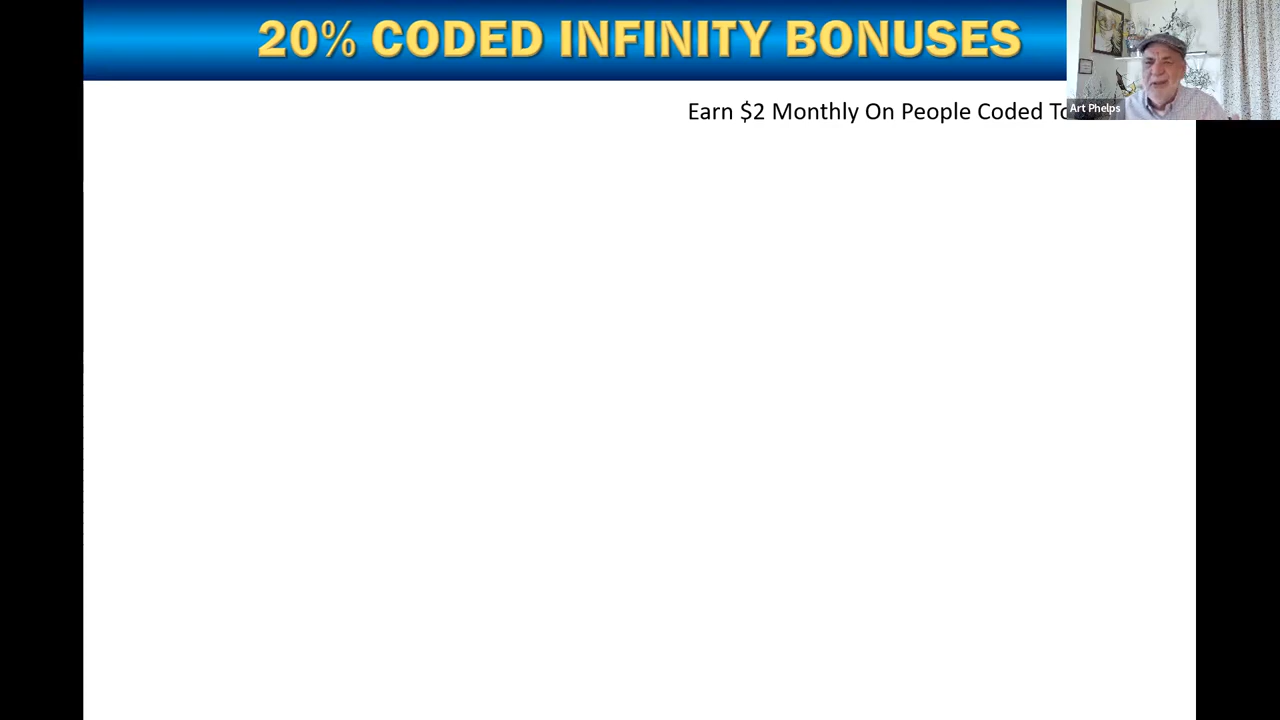 20% CODED INFINITY BONUSES
Earn $2 Monthly On People Coded
Art Phelps